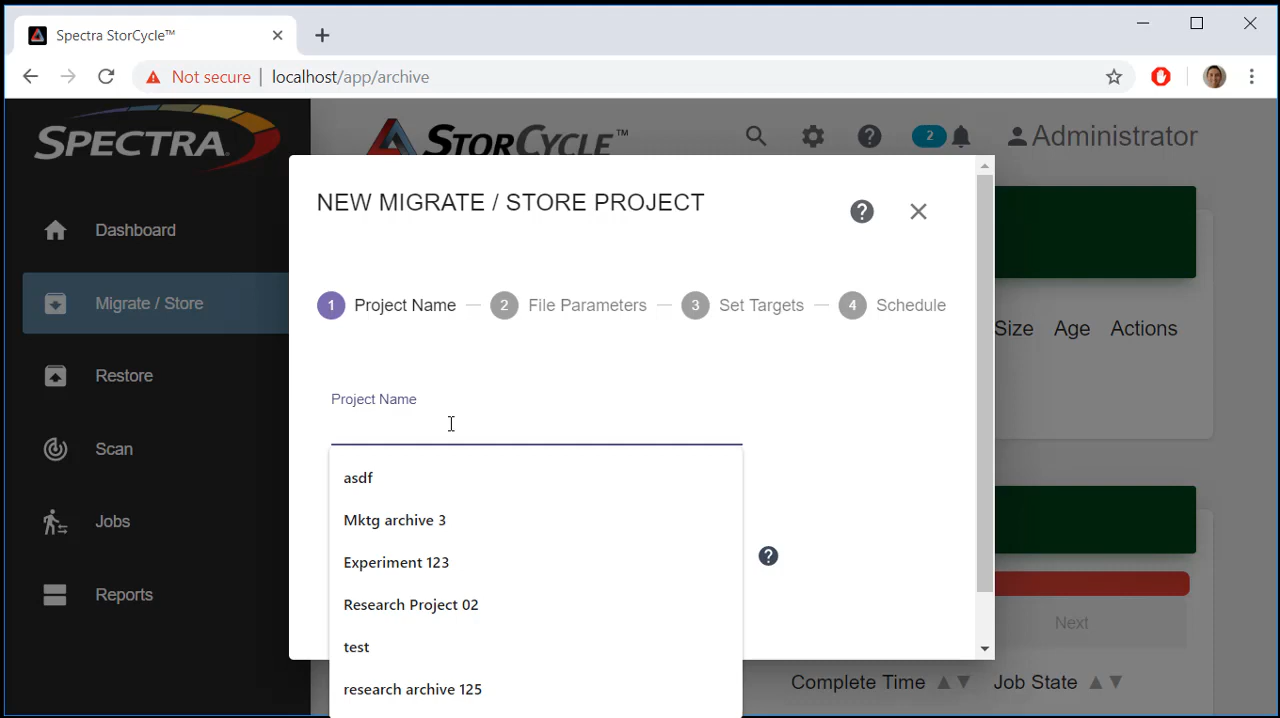 Spectra StorCycle™
Not secure | localhost/app/archive
SPECTRA
STORCYCLE™
2
Administrator
Dashboard
Migrate / Store
Restore
Scan
Jobs
Reports
NEW MIGRATE / STORE PROJECT
1 Project Name
2 File Parameters
3 Set Targets
4 Schedule
Project Name
asdf
Mktg archive 3
Experiment 123
Research Project 02
test
research archive 125
Size Age Actions
Next
Complete Time Job State